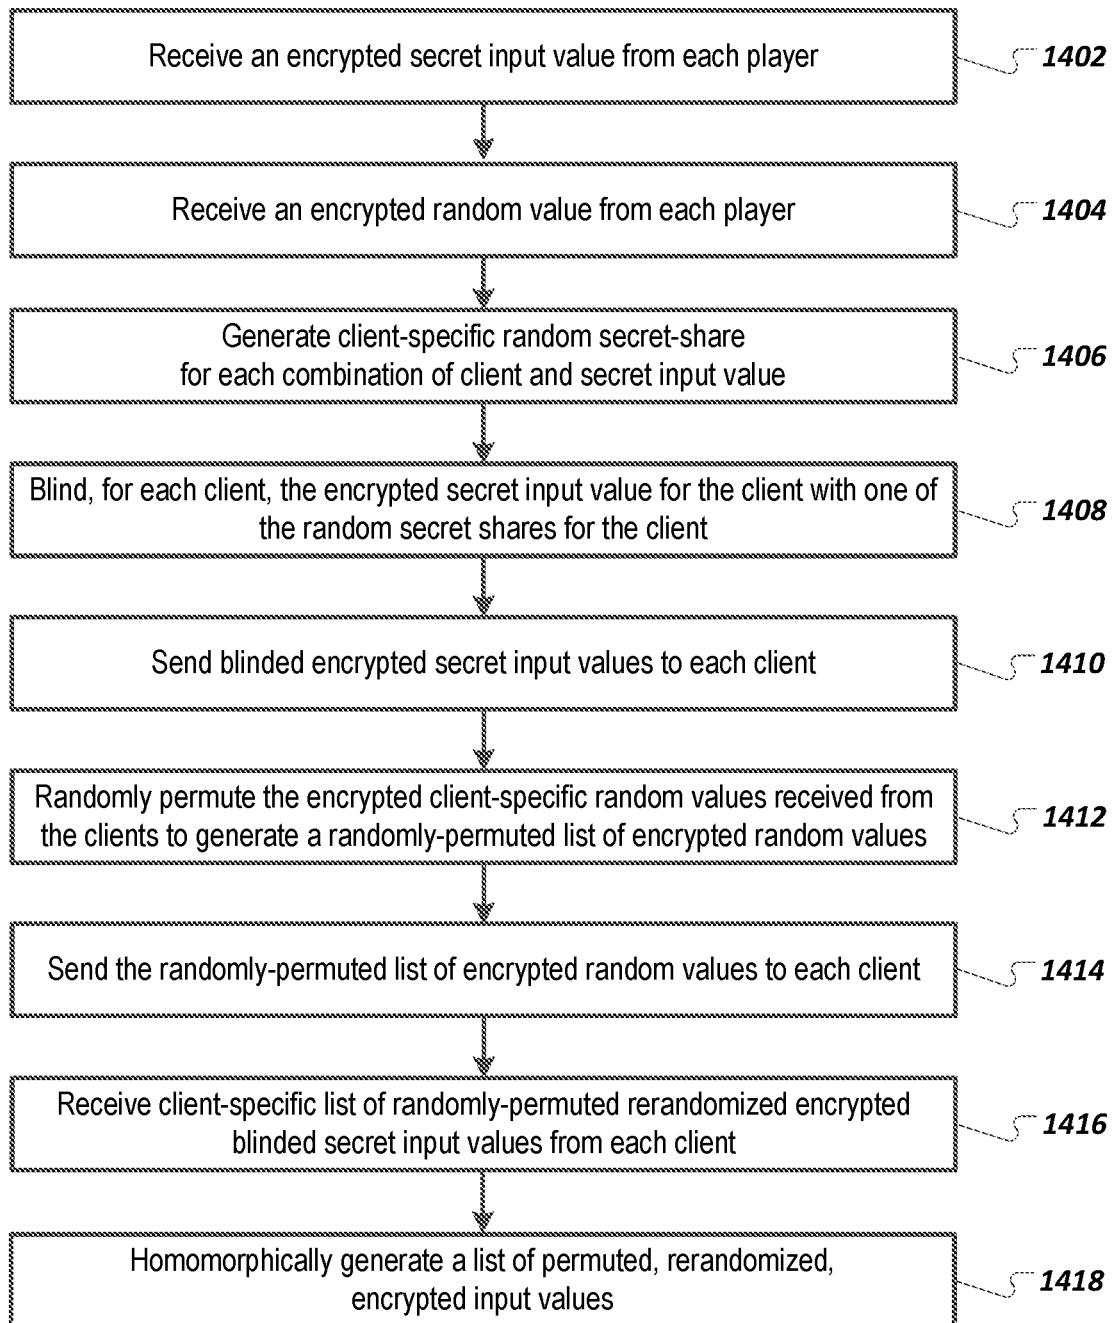 Receive an encrypted secret input value from each player
1402
Receive an encrypted random value from each player
1404
Generate client-specific random secret-share
for each combination of client and secret input value
1406
Blind, for each client, the encrypted secret input value for the client with one of
the random secret shares for the client
1408
Send blinded encrypted secret input values to each client
1410
Randomly permute the encrypted client-specific random values received from
the clients to generate a randomly-permuted list of encrypted random values
1412
Send the randomly-permuted list of encrypted random values to each client
1414
Receive client-specific list of randomly-permuted rerandomized encrypted
blinded secret input values from each client
1416
Homomorphically generate a list of permuted, rerandomized,
encrypted input values
1418